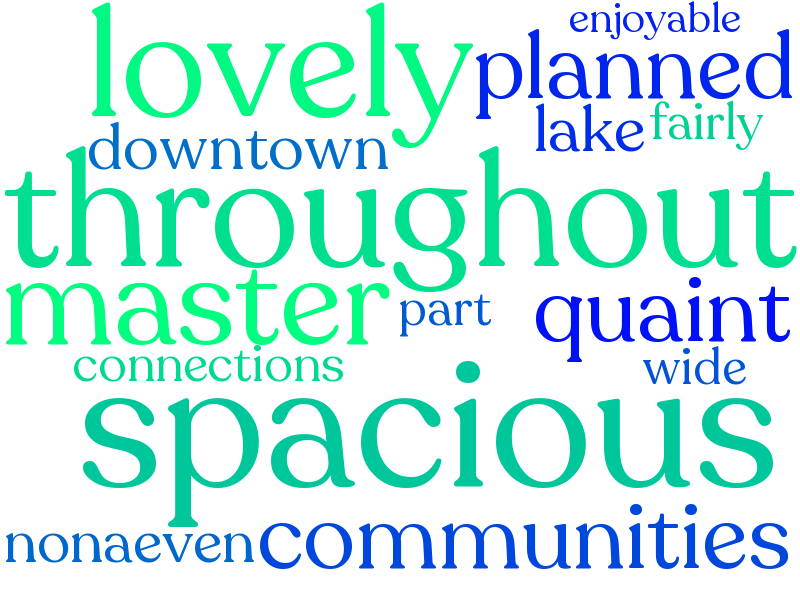 enjoyable
lovely planned
lake fairly
downtown
throughout
master part quaint
connections wide
spacious
nonaeven communities